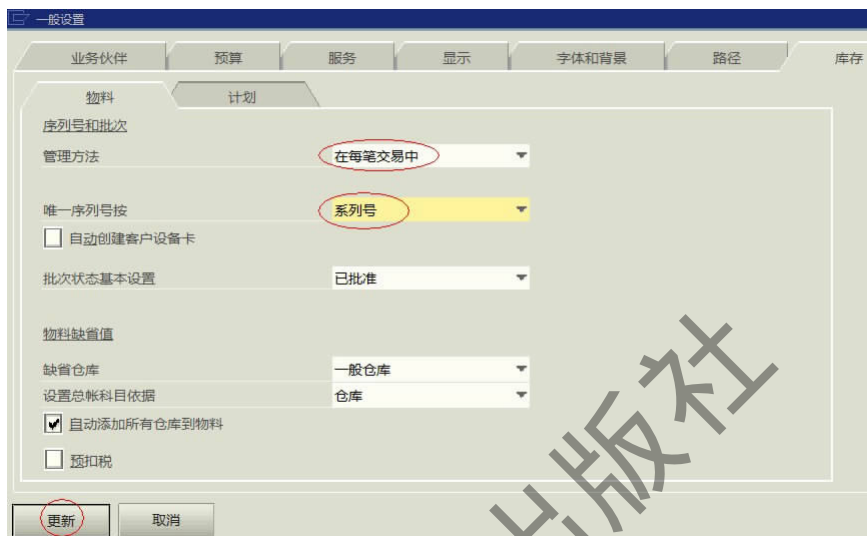 一般设置
业务伙伴 预算 服务 显示 字体和背景 路径 库存
物料 计划
序列号和批次
管理方法 在每笔交易中
唯一序列号按 系列号
自动创建客户设备卡
批次状态基本设置 已批准
物料缺省值
缺省仓库 一般仓库
设置总帐科目依据 仓库
自动添加所有仓库到物料
预扣税
更新 取消
出版社